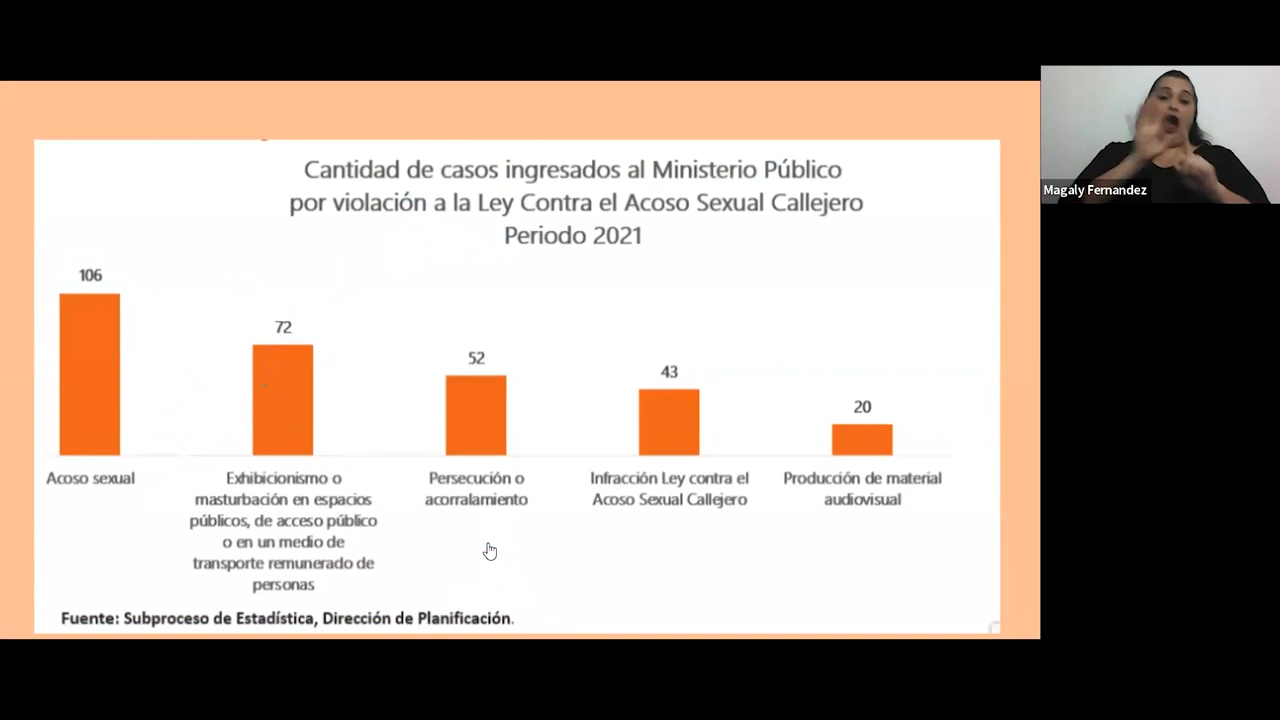 Cantidad de casos ingresados al Ministerio Público
por violación a la Ley Contra el Acoso Sexual Callejero
Periodo 2021
106
72
52
43
20
Acoso sexual
Exhibicionismo o
masturbación en espacios
públicos, de acceso público
o en un medio de
transporte remunerado de
personas
Persecución o
acorralamiento
Infracción Ley contra el
Acoso Sexual Callejero
Producción de material
audiovisual
Fuente: Subproceso de Estadística, Dirección de Planificación.
Magaly Fernandez